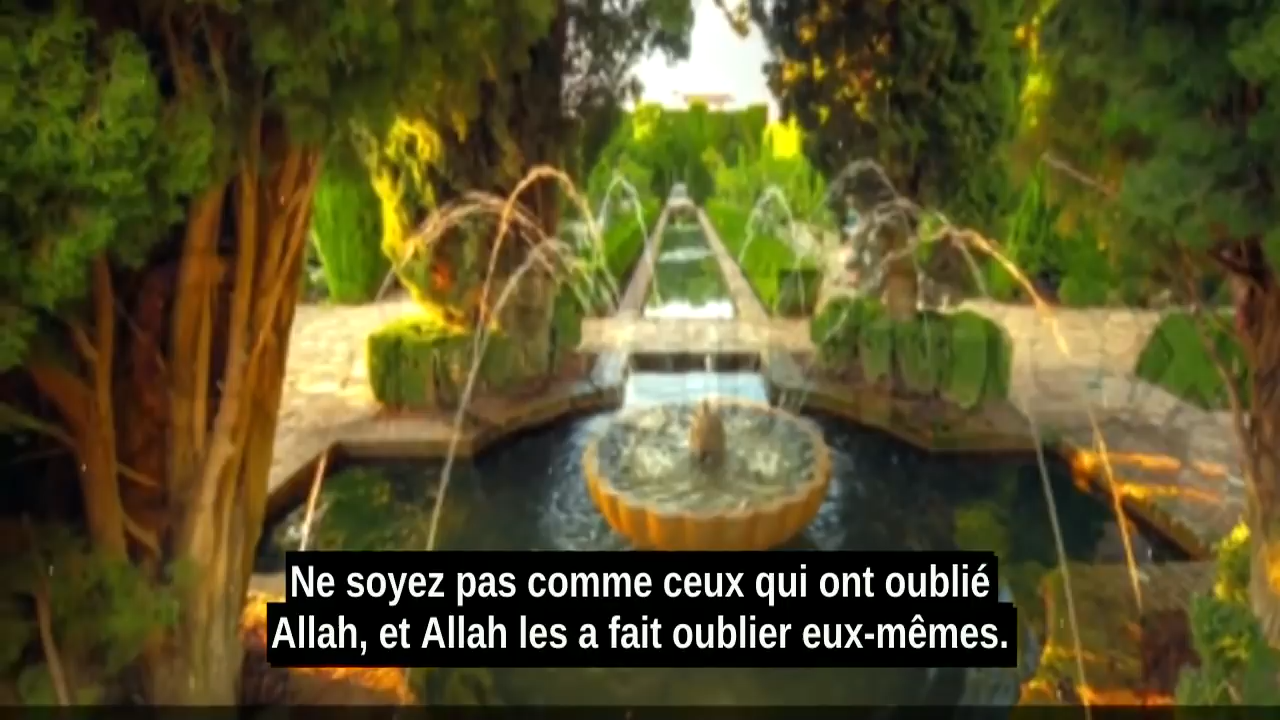 Ne soyez pas comme ceux qui ont oublié
Allah, et Allah les a fait oublier eux-mêmes.